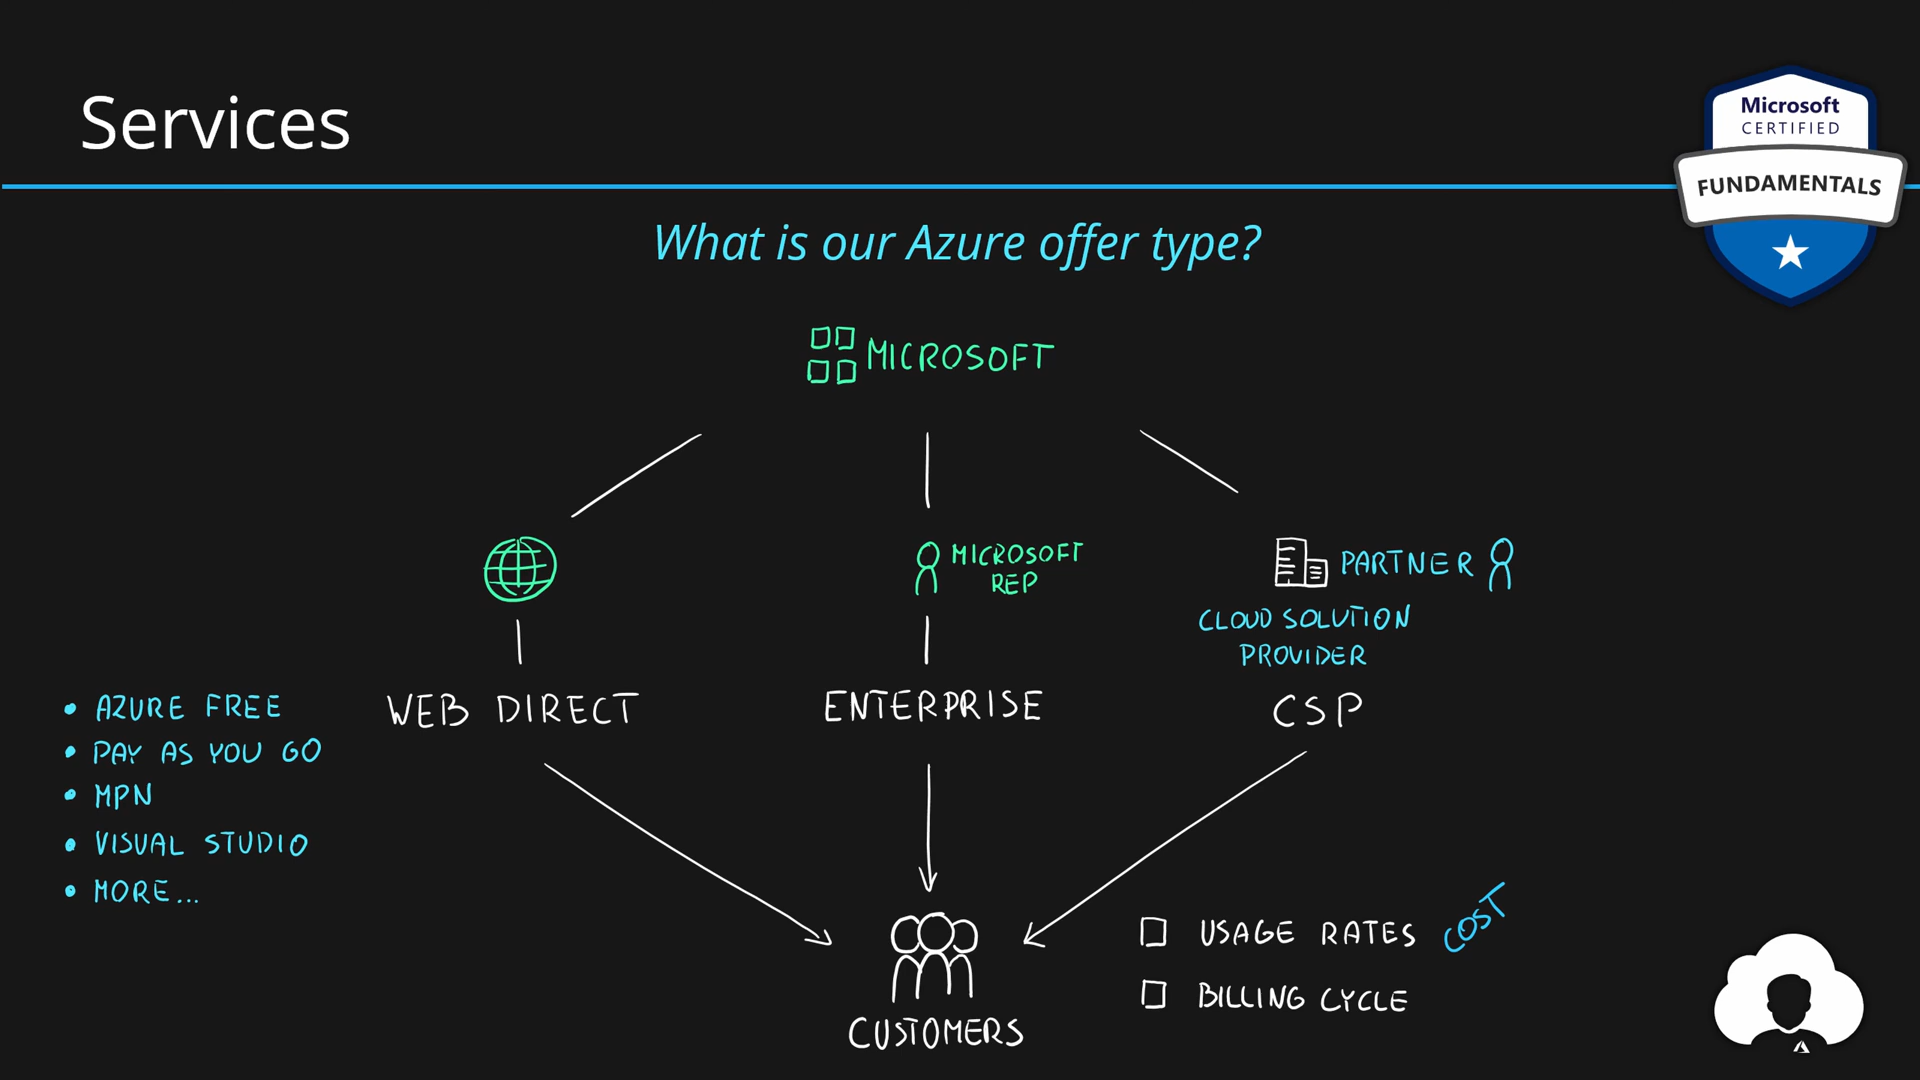 Services
Microsoft
CERTIFIED
FUNDAMENTALS
What is our Azure offer type?
MICROSOFT
MICROSOFT
REP
PARTNER
CLOUD SOLUTION
PROVIDER
WEB DIRECT
ENTERPRISE
CSP
• AZURE FREE
• PAY AS YOU GO
• MPN
• VISUAL STUDIO
• MORE...
USAGE RATES
COST
BILLING CYCLE
CUSTOMERS